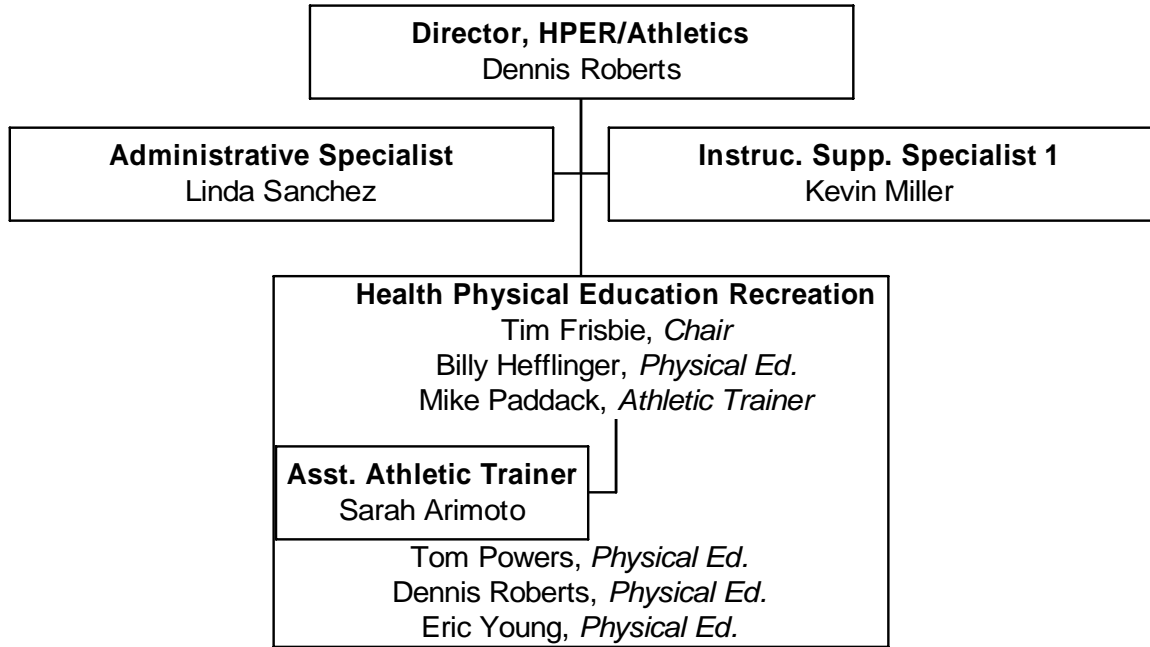 Director, HPER/Athletics
Dennis Roberts
Administrative Specialist
Linda Sanchez
Instruc. Supp. Specialist 1
Kevin Miller
Health Physical Education Recreation
Tim Frisbie, Chair
Billy Hefflinger, Physical Ed.
Mike Paddack, Athletic Trainer
Asst. Athletic Trainer
Sarah Arimoto
Tom Powers, Physical Ed.
Dennis Roberts, Physical Ed.
Eric Young, Physical Ed.